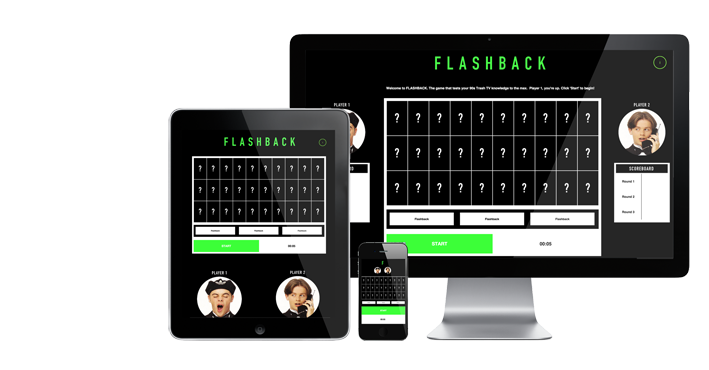 FLASHBACK
Welcome to FLASHBACK. The game that tests your 90s Trash TV knowledge to the max. Player 1, you're up. Click 'Start' to begin!
PLAYER 1
PLAYER 2
? ? ? ? ? ? ? ? ? ?
? ? ? ? ? ? ? ? ? ?
? ? ? ? ? ? ? ? ? ?
SCOREBOARD
Round 1
Round 2
Round 3
Flashback Flashback Flashback
START 00:05
FLASHBACK
? ? ? ? ? ? ? ? ? ?
? ? ? ? ? ? ? ? ? ?
? ? ? ? ? ? ? ? ? ?
Flashback Flashback Flashback
START 00:05
PLAYER 1 PLAYER 2